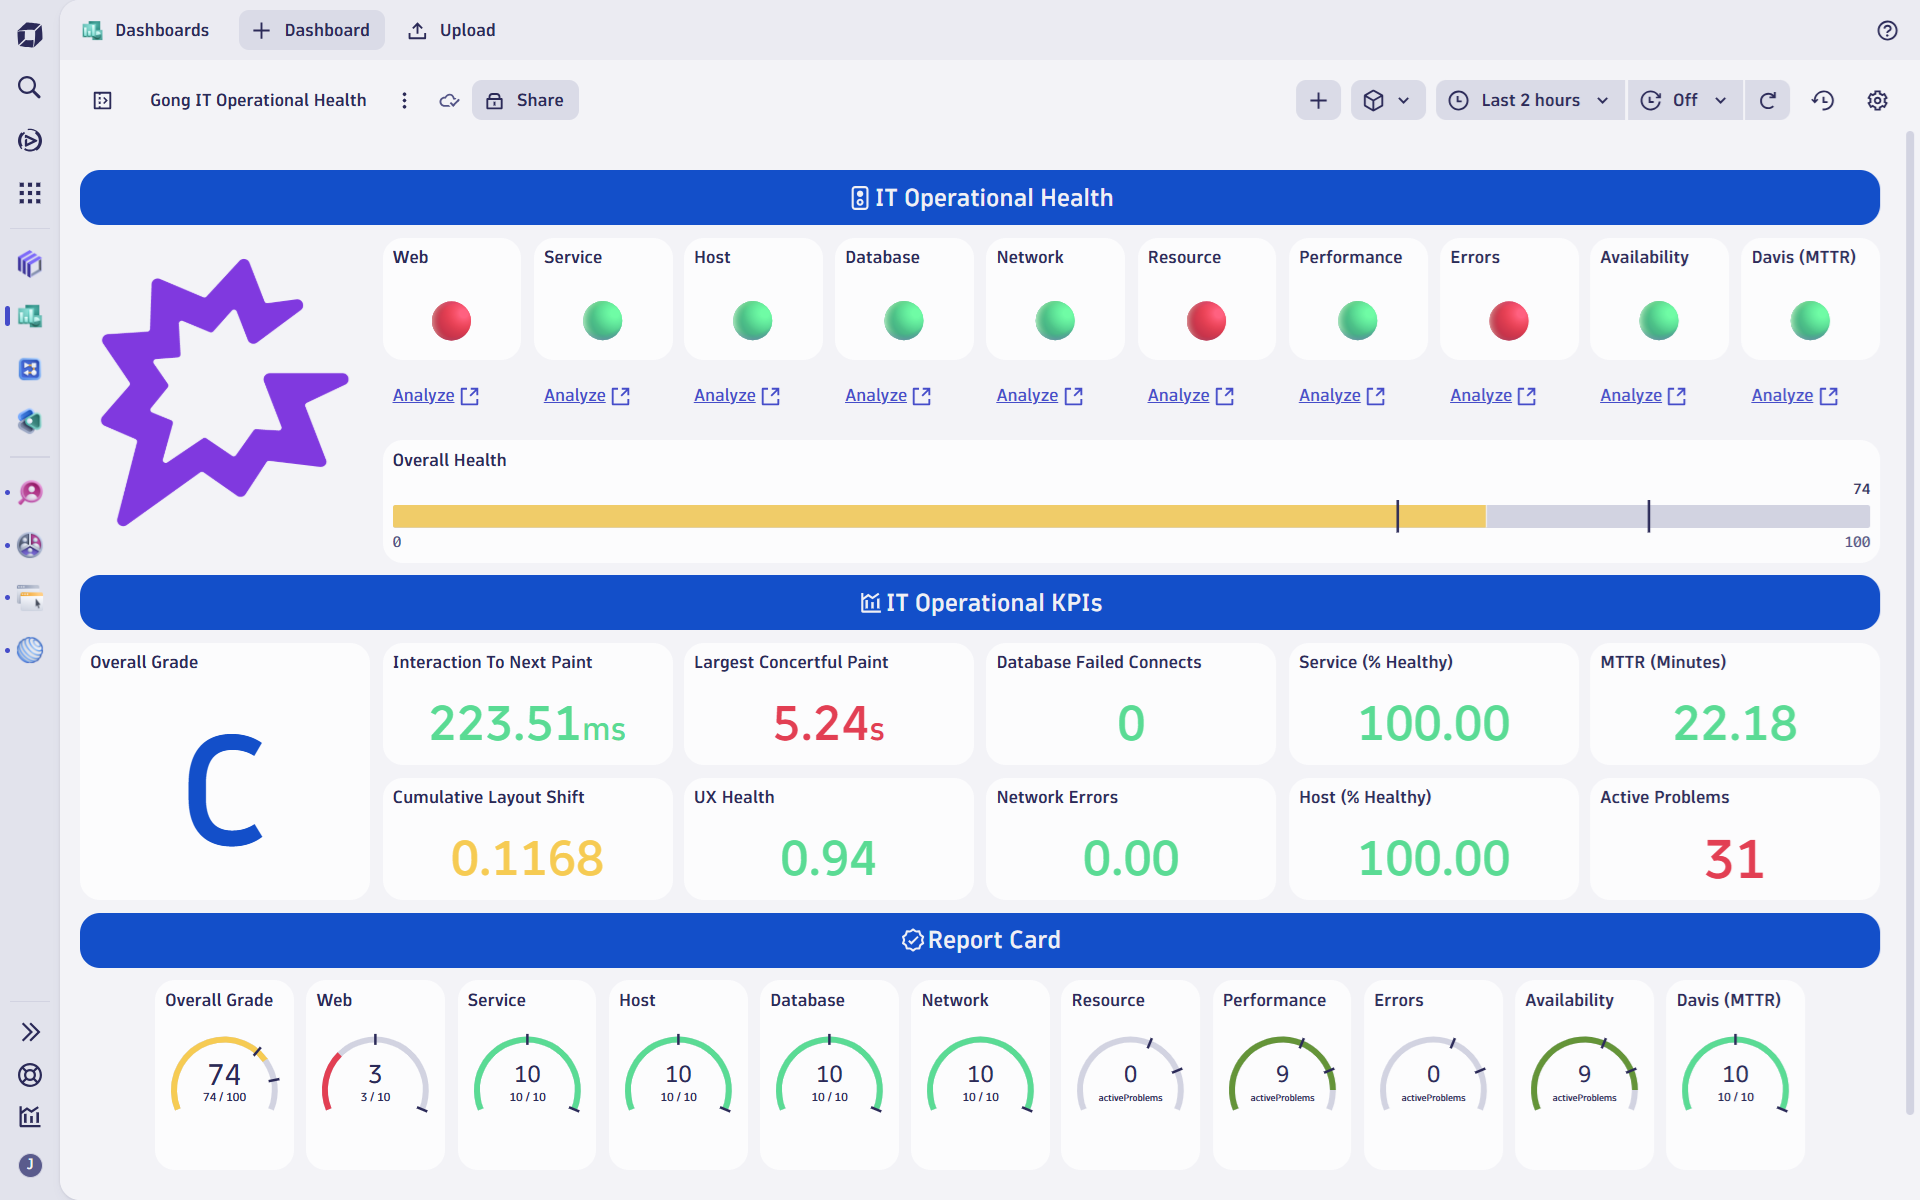 Dashboards
Dashboard
Upload
Gong IT Operational Health
Share
Last 2 hours
Off
IT Operational Health
Web
Service
Host
Database
Network
Resource
Performance
Errors
Availability
Davis (MTTR)
Analyze
Analyze
Analyze
Analyze
Analyze
Analyze
Analyze
Analyze
Analyze
Analyze
Overall Health
74
0
100
IT Operational KPIs
Overall Grade
C
Interaction To Next Paint
223.51ms
Largest Concertful Paint
5.24s
Database Failed Connects
0
Service (% Healthy)
100.00
MTTR (Minutes)
22.18
Cumulative Layout Shift
0.1168
UX Health
0.94
Network Errors
0.00
Host (% Healthy)
100.00
Active Problems
31
Report Card
Overall Grade
74
74 / 100
Web
3
3 / 10
Service
10
10 / 10
Host
10
10 / 10
Database
10
10 / 10
Network
10
10 / 10
Resource
0
activeProblems
Performance
9
activeProblems
Errors
0
activeProblems
Availability
9
activeProblems
Davis (MTTR)
10
10 / 10
J